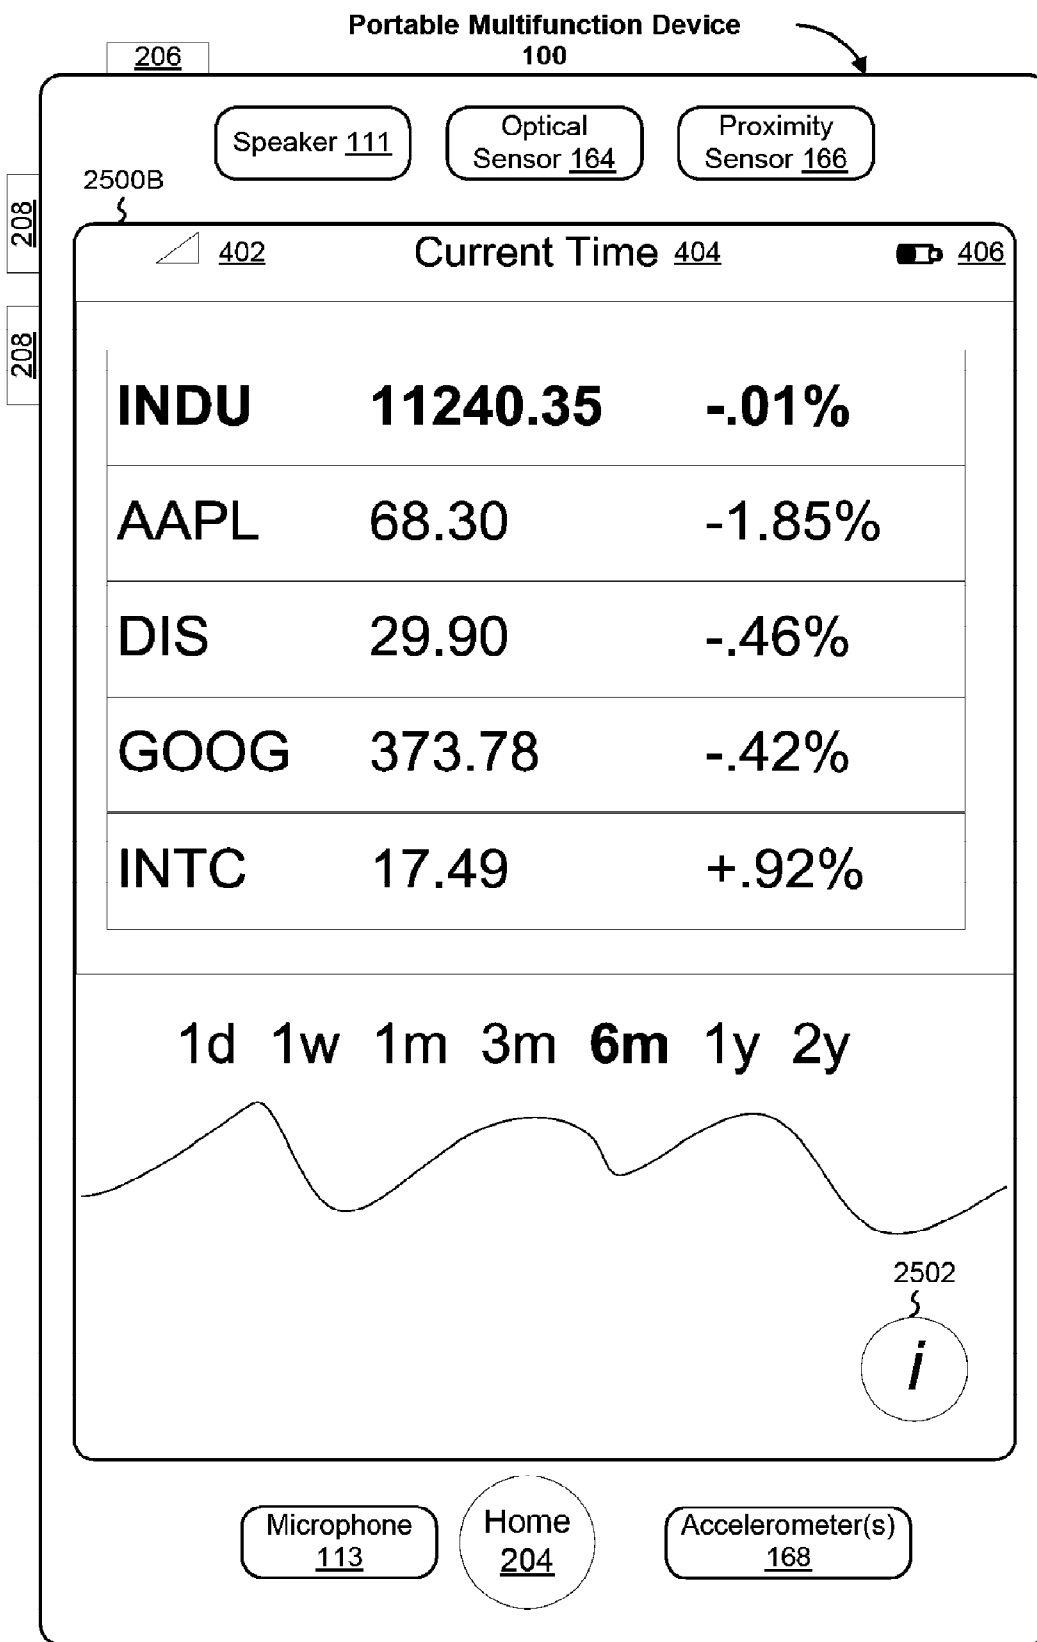 Portable Multifunction Device
100
206
Speaker 111
Optical
Sensor 164
Proximity
Sensor 166
2500B
208
208
402
Current Time 404
406
INDU 11240.35 -.01%
AAPL 68.30 -1.85%
DIS 29.90 -.46%
GOOG 373.78 -.42%
INTC 17.49 +.92%
1d 1w 1m 3m 6m 1y 2y
2502
i
Microphone
113
Home
204
Accelerometer(s)
168